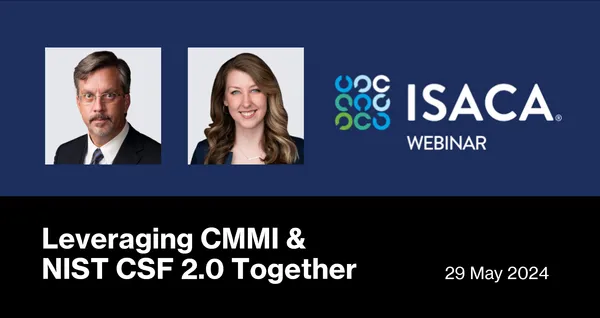 ISACA®
WEBINAR
Leveraging CMMI &
NIST CSF 2.0 Together
29 May 2024